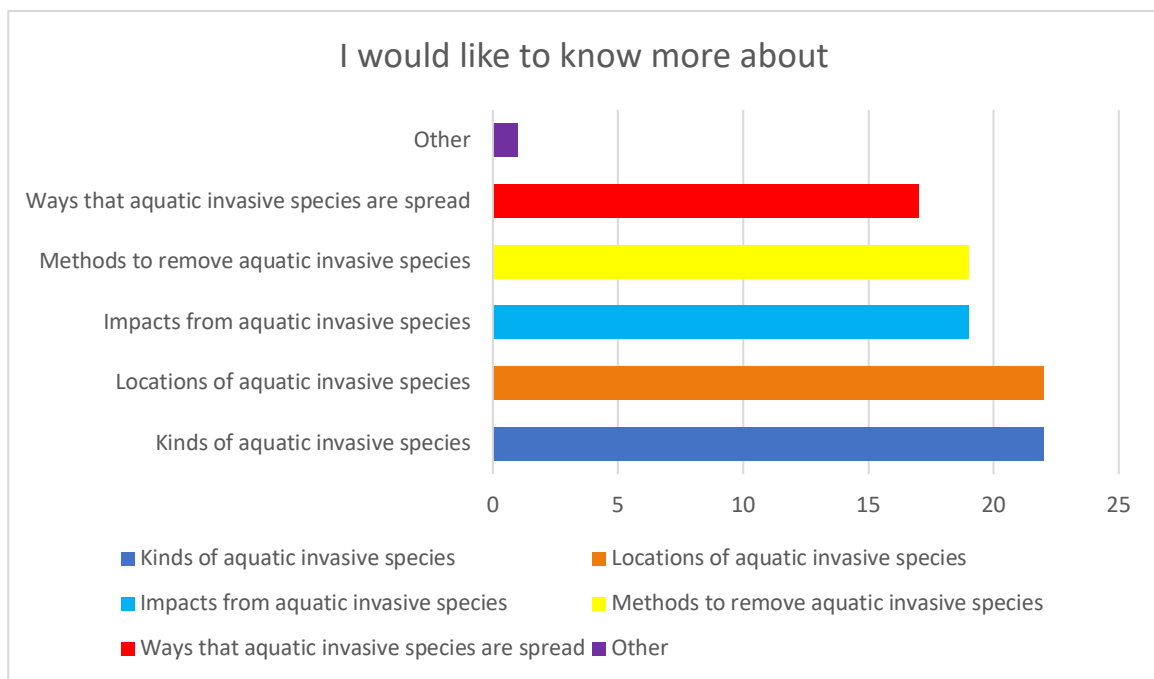 I would like to know more about
Other
Ways that aquatic invasive species are spread
Methods to remove aquatic invasive species
Impacts from aquatic invasive species
Locations of aquatic invasive species
Kinds of aquatic invasive species
0 5 10 15 20 25
Kinds of aquatic invasive species Locations of aquatic invasive species
Impacts from aquatic invasive species Methods to remove aquatic invasive species
Ways that aquatic invasive species are spread Other